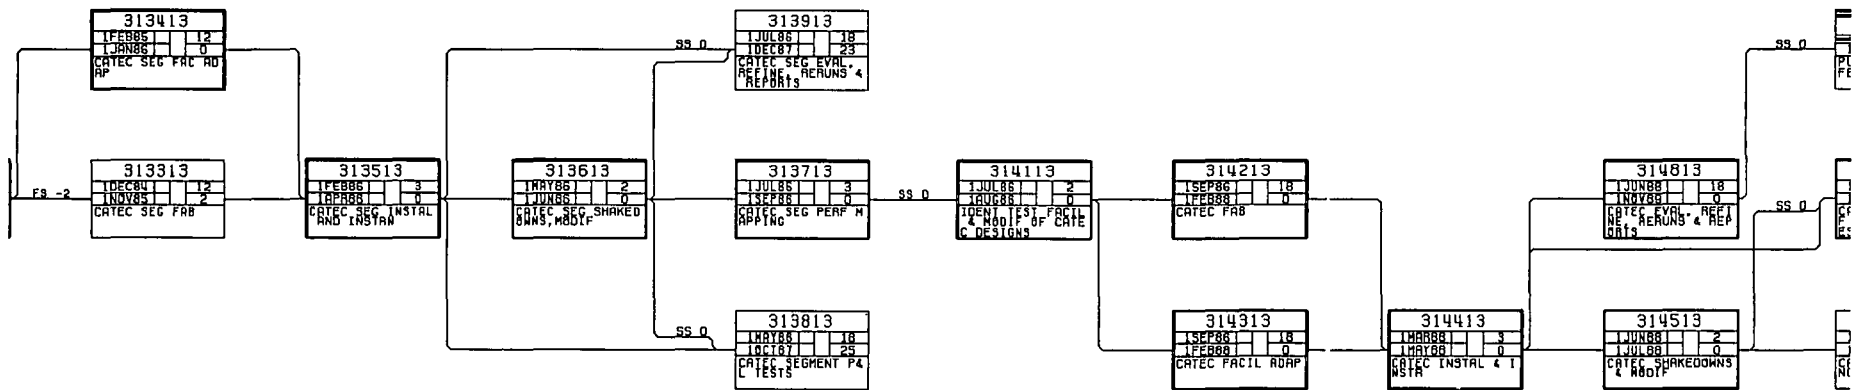 313413
1FEB85 12
1JAN86 0
CATEC SEG FAC AD
AP
313913
1JUL86 18
1DEC87 23
CATEC SEG EVAL,
REFINE, RERUNS &
REPORTS
SS 0
SS 0
FS -2
313313
1DEC84 12
1NOV85 2
CATEC SEG FAB
313513
1FEB86 3
1APR86 0
CATEC SEG INSTAL
AND INSTRN
313613
1MAY86 2
1JUN86 0
CATEC SEG SHAKED
OWNS,MODIF
313713
1JUL86 3
1SEP86 0
CATEC SEG PERF M
APPING
SS 0
314113
1JUL86 2
1AUG86 0
IDENT TEST FACIL
& MODIF OF CATE
C DESIGNS
314213
1SEP86 18
1FEB88 0
CATEC FAB
314813
1JUN88 18
1NOV89 0
CATEC EVAL, REFI
NE, RERUNS & REP
ORTS
SS 0
SS 0
313813
1MAY86 18
1OCT87 25
CATEC SEGMENT P&
L TESTS
314313
1SEP86 18
1FEB88 0
CATEC FACIL ADAP
314413
1MAR88 3
1MAY88 0
CATEC INSTAL & I
NSTR
314513
1JUN88 2
1JUL88 0
CATEC SHAKEDOWNS
& MODIF